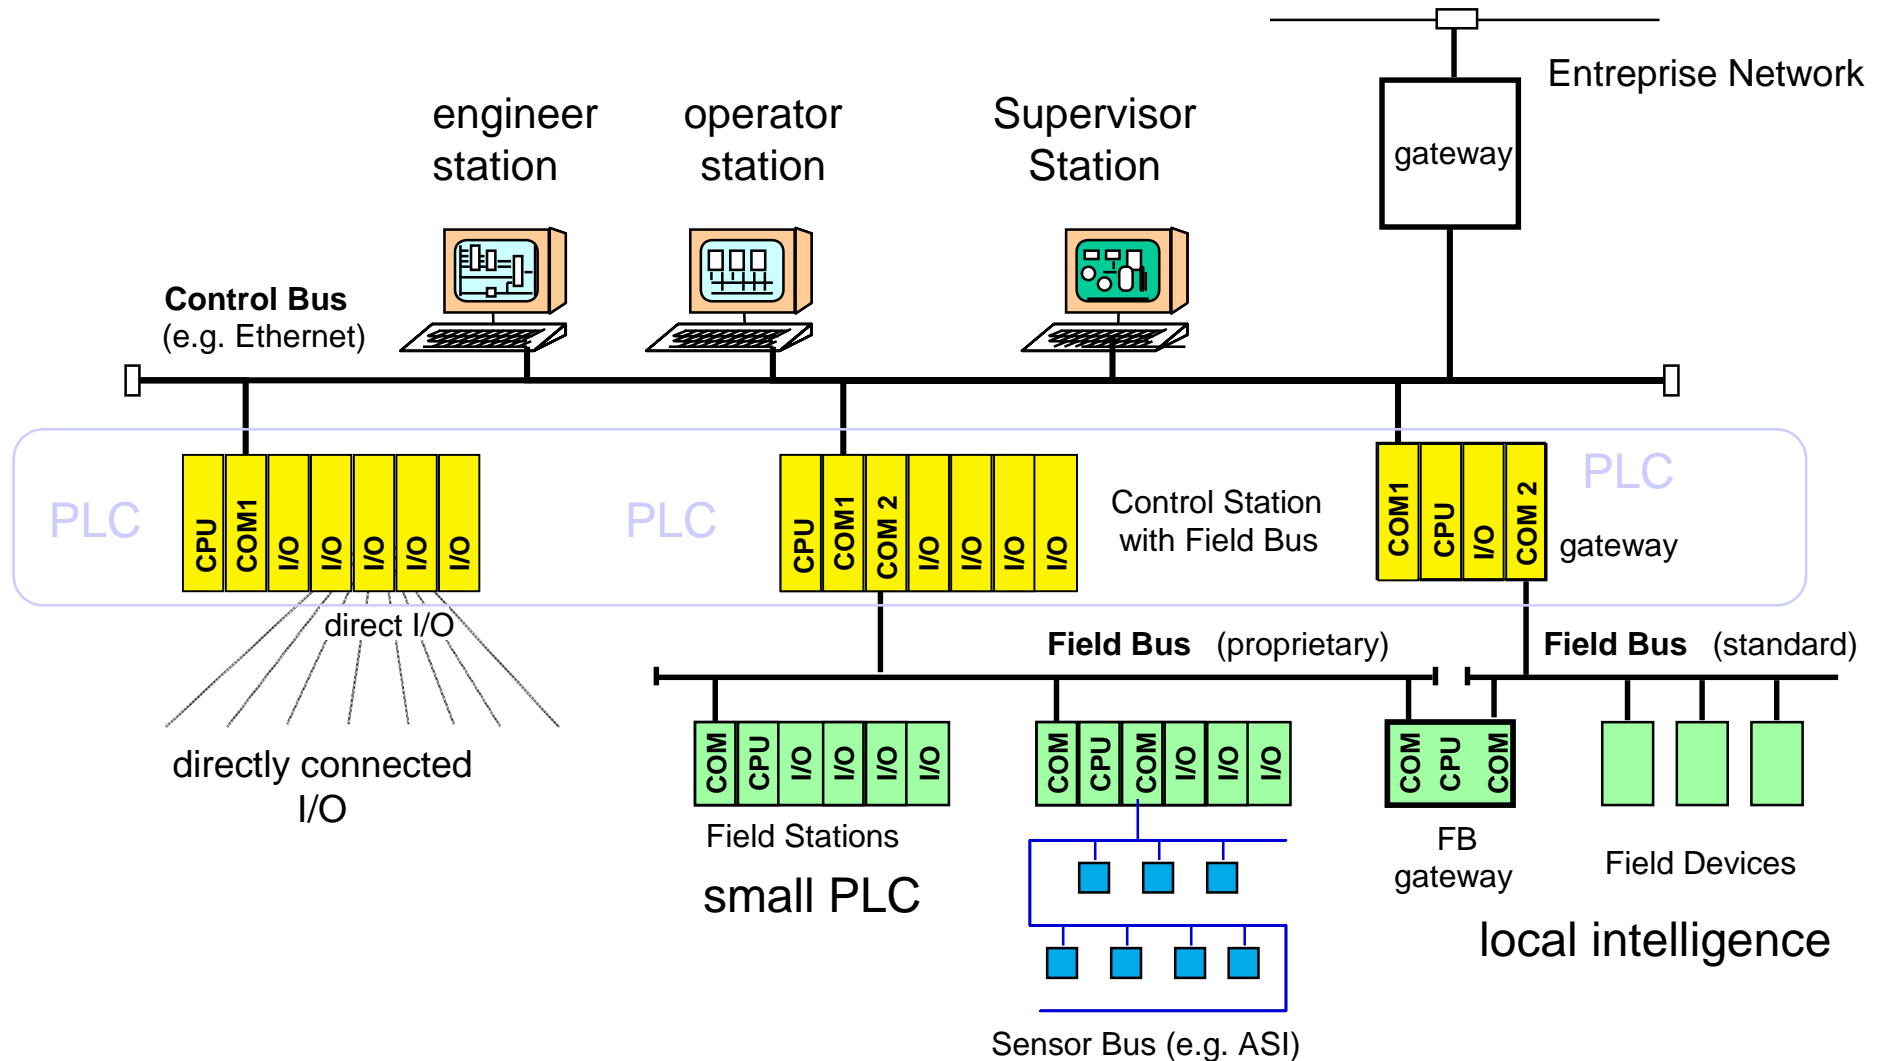 Entreprise Network
engineer
station
operator
station
Supervisor
Station
gateway
Control Bus
(e.g. Ethernet)
PLC
CPU
COM1
I/O
I/O
I/O
I/O
I/O
PLC
CPU
COM1
COM 2
I/O
I/O
I/O
I/O
Control Station
with Field Bus
COM1
CPU
I/O
COM 2
PLC
gateway
direct I/O
directly connected
I/O
Field Bus (proprietary)
Field Bus (standard)
COM
CPU
I/O
I/O
I/O
I/O
COM
CPU
COM
I/O
I/O
I/O
COM
CPU
COM
Field Stations
small PLC
FB
gateway
Field Devices
local intelligence
Sensor Bus (e.g. ASI)